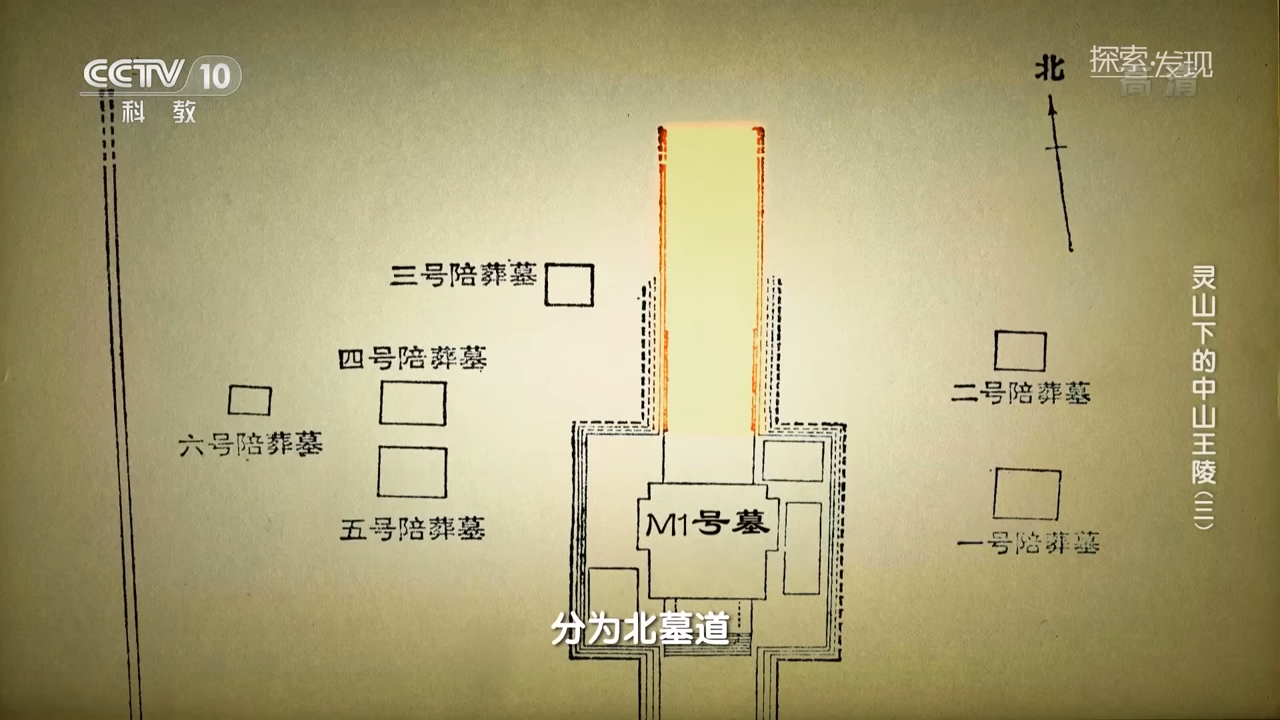 CCTV 10
科教
北
探索·发现
高清
三号陪葬墓
四号陪葬墓
六号陪葬墓
五号陪葬墓
二号陪葬墓
一号陪葬墓
M1号墓
灵山下的中山王陵(三)
分为北墓道